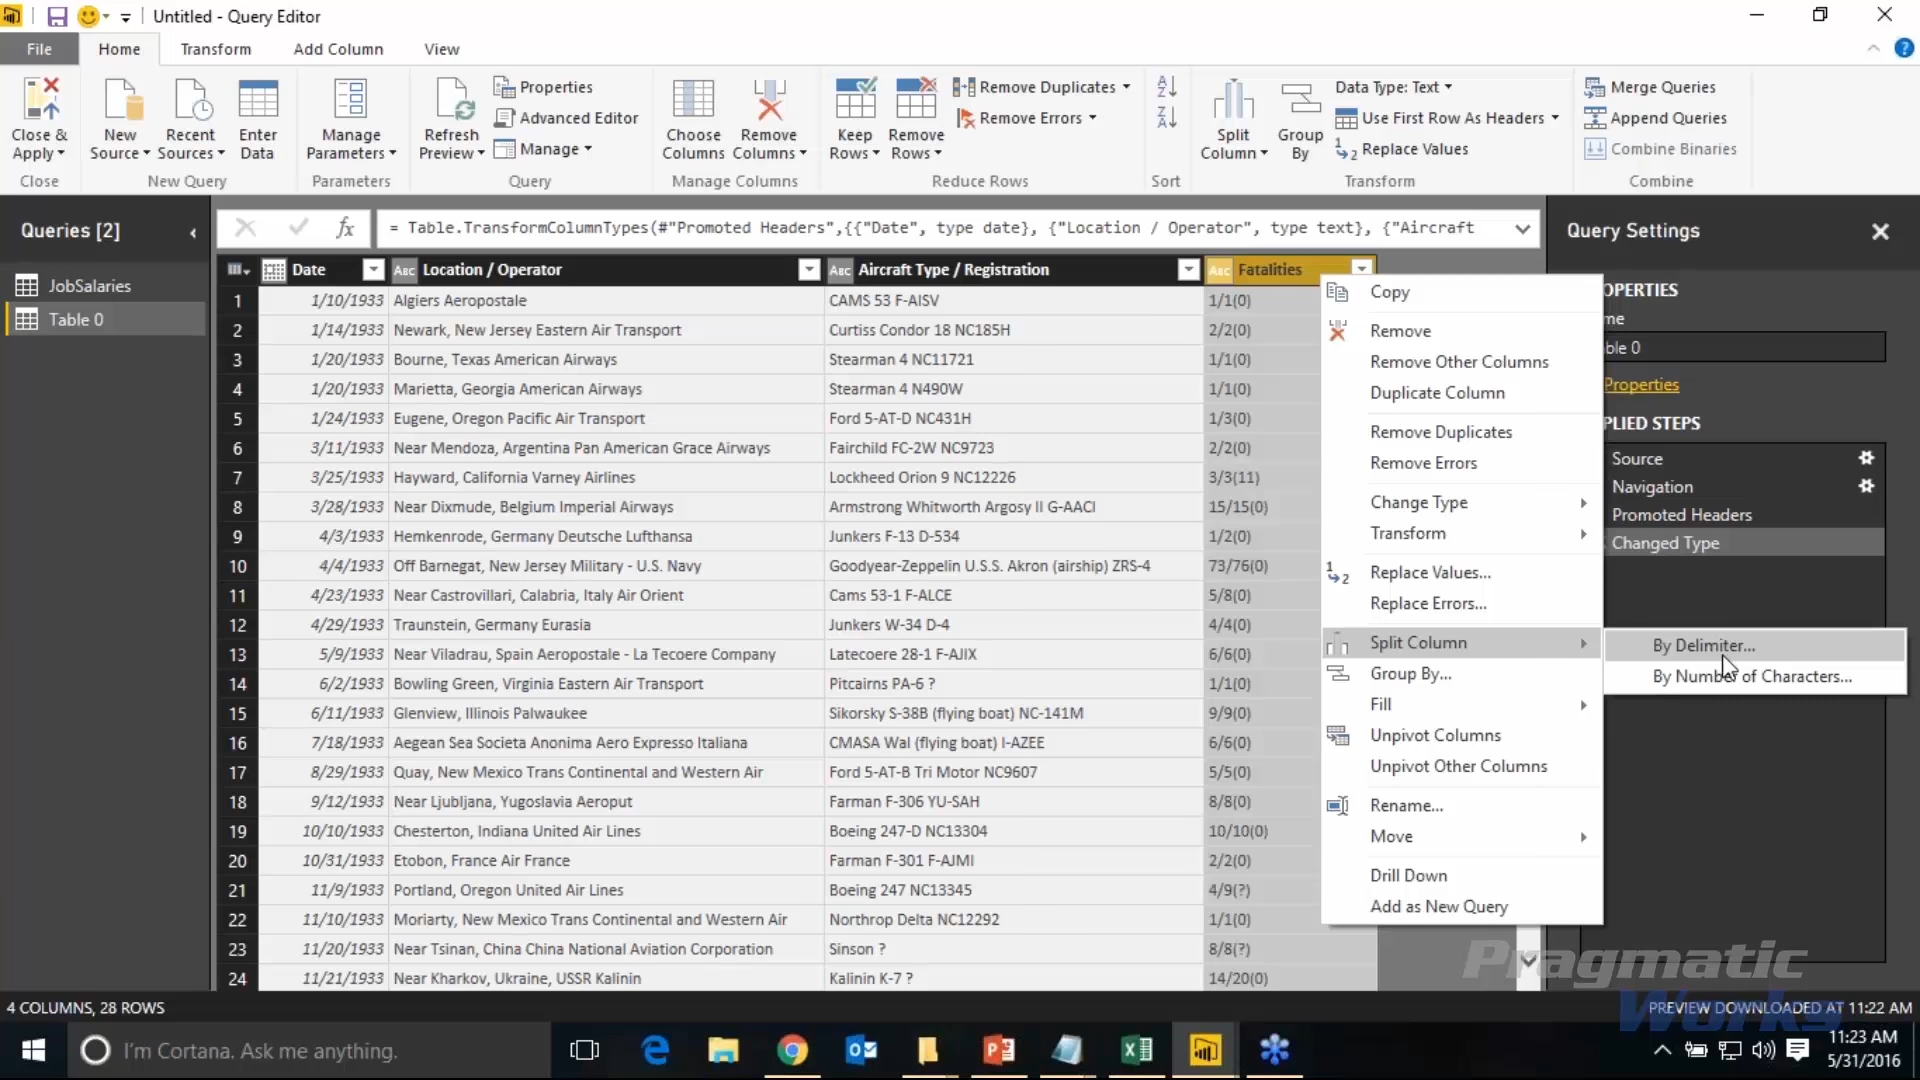 Untitled - Query Editor
File Home Transform Add Column View
Close & Apply
Close
New Source
Recent Sources
Enter Data
New Query
Manage Parameters
Parameters
Refresh Preview
Properties
Advanced Editor
Manage
Query
Choose Columns
Remove Columns
Manage Columns
Keep Rows
Remove Rows
Remove Duplicates
Remove Errors
Reduce Rows
Sort
Split Column
Group By
Data Type: Text
Use First Row As Headers
Replace Values
Transform
Merge Queries
Append Queries
Combine Binaries
Combine
Queries [2]
JobSalaries
Table 0
fx = Table.TransformColumnTypes(#"Promoted Headers",{{"Date", type date}, {"Location / Operator", type text}, {"Aircraft
Date ABC Location / Operator ABC Aircraft Type / Registration ABC Fatalities
1 1/10/1933 Algiers Aeropostale CAMS 53 F-AISV 1/1(0)
2 1/14/1933 Newark, New Jersey Eastern Air Transport Curtiss Condor 18 NC185H 2/2(0)
3 1/20/1933 Bourne, Texas American Airways Stearman 4 NC11721 1/1(0)
4 1/20/1933 Marietta, Georgia American Airways Stearman 4 N490W 1/1(0)
5 1/24/1933 Eugene, Oregon Pacific Air Transport Ford 5-AT-D NC431H 1/3(0)
6 3/11/1933 Near Mendoza, Argentina Pan American Grace Airways Fairchild FC-2W NC9723 2/2(0)
7 3/25/1933 Hayward, California Varney Airlines Lockheed Orion 9 NC12226 3/3(11)
8 3/28/1933 Near Dixmude, Belgium Imperial Airways Armstrong Whitworth Argosy II G-AACI 15/15(0)
9 4/3/1933 Hemkenrode, Germany Deutsche Lufthansa Junkers F-13 D-534 1/2(0)
10 4/4/1933 Off Barnegat, New Jersey Military - U.S. Navy Goodyear-Zeppelin U.S.S. Akron (airship) ZRS-4 73/76(0)
11 4/23/1933 Near Castrovillari, Calabria, Italy Air Orient Cams 53-1 F-ALCE 5/8(0)
12 4/29/1933 Traunstein, Germany Eurasia Junkers W-34 D-4 4/4(0)
13 5/9/1933 Near Viladrau, Spain Aeropostale - La Tecoere Company Latecoere 28-1 F-AJIX 6/6(0)
14 6/2/1933 Bowling Green, Virginia Eastern Air Transport Pitcairns PA-6 ? 1/1(0)
15 6/11/1933 Glenview, Illinois Palwaukee Sikorsky S-38B (flying boat) NC-141M 9/9(0)
16 7/18/1933 Aegean Sea Societa Anonima Aero Expresso Italiana CMASA Wal (flying boat) I-AZEE 6/6(0)
17 8/29/1933 Quay, New Mexico Trans Continental and Western Air Ford 5-AT-B Tri Motor NC9607 5/5(0)
18 9/12/1933 Near Ljubljana, Yugoslavia Aeroput Farman F-306 YU-SAH 8/8(0)
19 10/10/1933 Chesterton, Indiana United Air Lines Boeing 247-D NC13304 10/10(0)
20 10/31/1933 Etobon, France Air France Farman F-301 F-AJMI 2/2(0)
21 11/9/1933 Portland, Oregon United Air Lines Boeing 247 NC13345 4/9(?)
22 11/10/1933 Moriarty, New Mexico Trans Continental and Western Air Northrop Delta NC12292 1/1(0)
23 11/20/1933 Near Tsinan, China China National Aviation Corporation Sinson ? 8/8(?)
24 11/21/1933 Near Kharkov, Ukraine, USSR Kalinin Kalinin K-7 ? 14/20(0)
Copy
Remove
Remove Other Columns
Duplicate Column
Remove Duplicates
Remove Errors
Change Type
Transform
Replace Values...
Replace Errors...
Split Column
Group By...
Fill
Unpivot Columns
Unpivot Other Columns
Rename...
Move
Drill Down
Add as New Query
By Delimiter...
By Number of Characters...
Query Settings
OPERTIES
me
ble 0
Properties
PLIED STEPS
Source
Navigation
Promoted Headers
Changed Type
Pragmatic
Works
4 COLUMNS, 28 ROWS
PREVIEW DOWNLOADED AT 11:22 AM
I'm Cortana. Ask me anything.
11:23 AM
5/31/2016